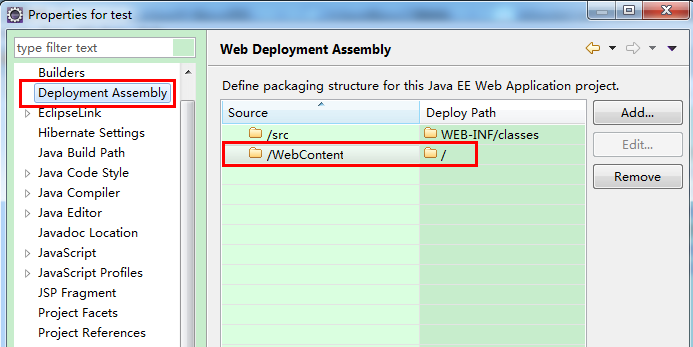 Properties for test
type filter text
Builders
Deployment Assembly
EclipseLink
Hibernate Settings
Java Build Path
Java Code Style
Java Compiler
Java Editor
Javadoc Location
JavaScript
JavaScript Profiles
JSP Fragment
Project Facets
Project References
Web Deployment Assembly
Define packaging structure for this Java EE Web Application project.
Source Deploy Path
/src WEB-INF/classes
/WebContent /
Add...
Edit...
Remove